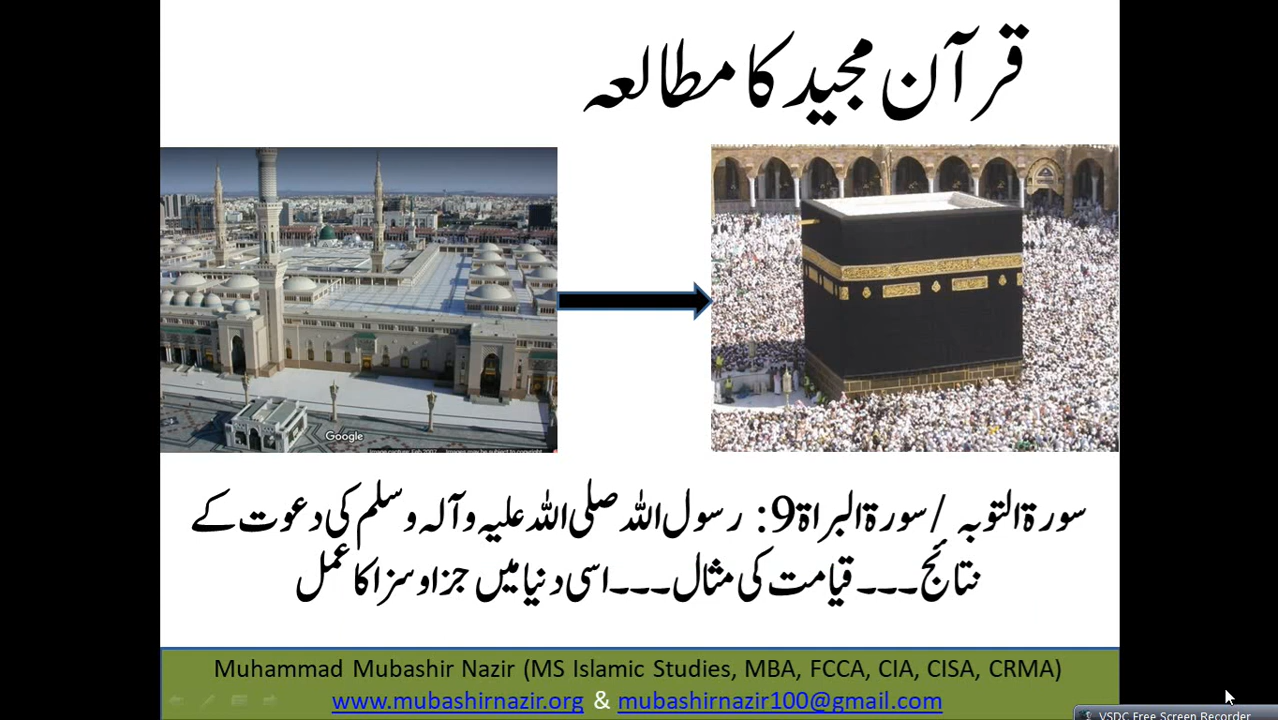 قرآن مجید کا مطالعہ
Google
سورۃ التوبہ / سورۃ البراۃ 9: رسول اللہ صلی اللہ علیہ وآلہ وسلم کی دعوت کے
نتائج۔۔۔ قیامت کی مثال۔۔۔ اسی دنیا میں جزا و سزا کا عمل
Muhammad Mubashir Nazir (MS Islamic Studies, MBA, FCCA, CIA, CISA, CRMA)
www.mubashirnazir.org & mubashirnazir100@gmail.com
VSDC Free Screen Recorder